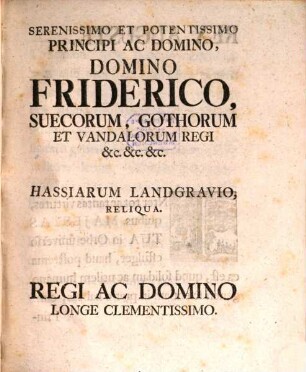 SERENISSIMO ET POTENTISSIMO
PRINCIPI AC DOMINO,
DOMINO
FRIDERICO,
SUECORUM, GOTHORUM
ET VANDALORUM REGI
&c. &c. &c.
HASSIARUM LANDGRAVIO,
RELIQUA.
REGI AC DOMINO
LONGE CLEMENTISSIMO.